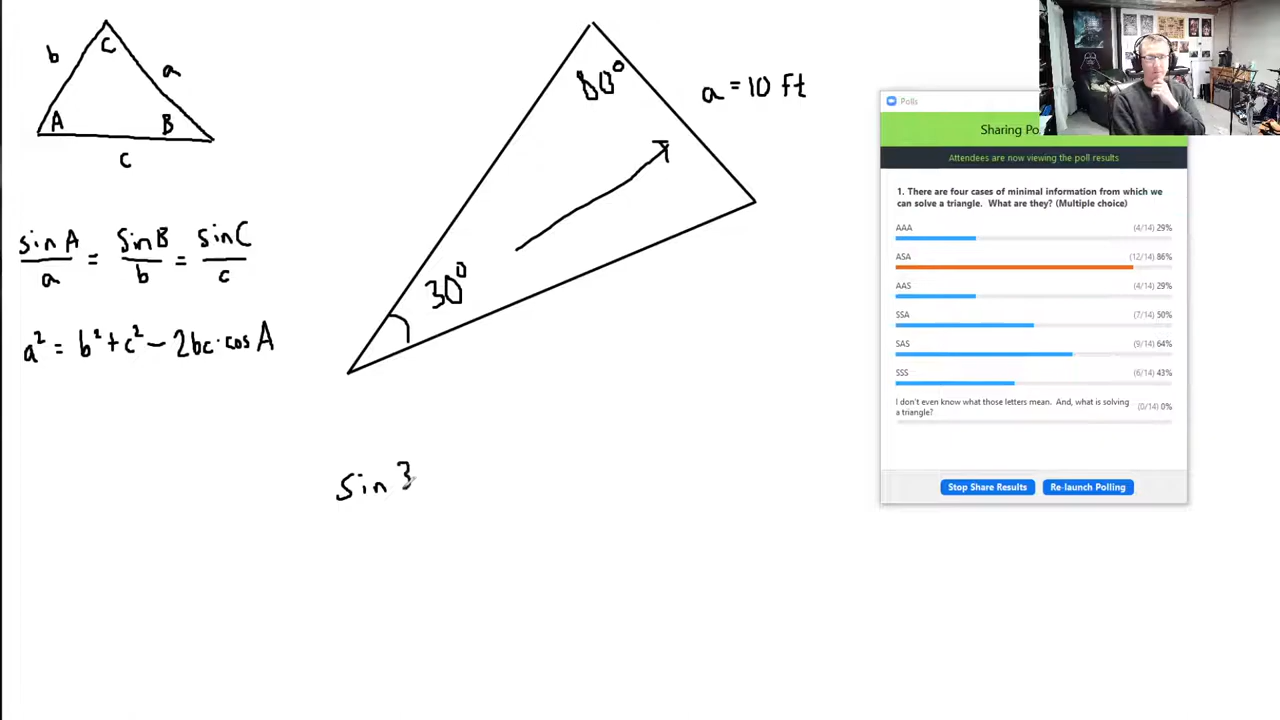 C
b
a
A
B
c
sin A / a = sin B / b = sin C / c
a² = b² + c² - 2bc · cos A
80°
a = 10 ft
30°
sin 3
Polls
Sharing Po
Attendees are now viewing the poll results
1. There are four cases of minimal information from which we
can solve a triangle. What are they? (Multiple choice)
AAA (4/14) 29%
ASA (12/14) 86%
AAS (4/14) 29%
SSA (7/14) 50%
SAS (9/14) 64%
SSS (6/14) 43%
I don't even know what those letters mean. And, what is solving
a triangle? (0/14) 0%
Stop Share Results Re-launch Polling